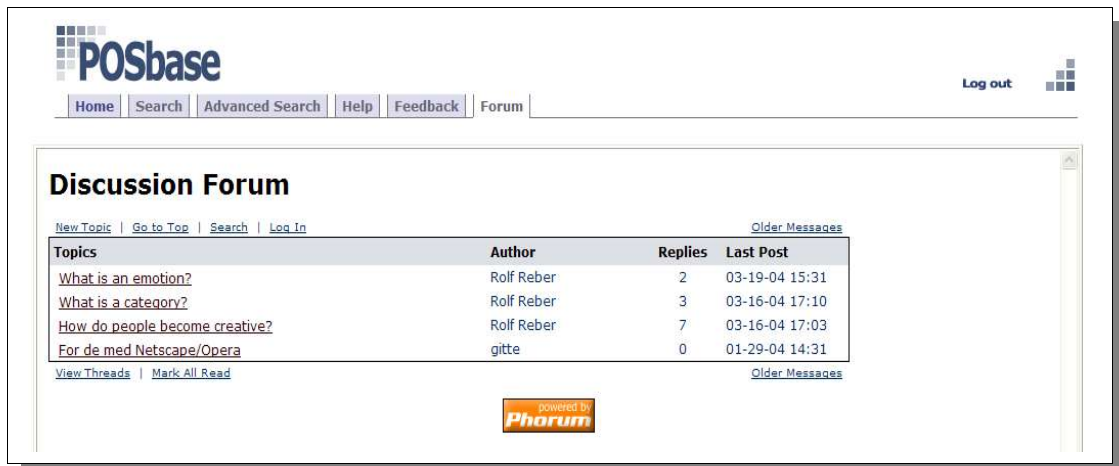 POSbase
Log out
Home Search Advanced Search Help Feedback Forum
Discussion Forum
New Topic | Go to Top | Search | Log In Older Messages
Topics Author Replies Last Post
What is an emotion? Rolf Reber 2 03-19-04 15:31
What is a category? Rolf Reber 3 03-16-04 17:10
How do people become creative? Rolf Reber 7 03-16-04 17:03
For de med Netscape/Opera gitte 0 01-29-04 14:31
View Threads | Mark All Read Older Messages
powered by
Phorum